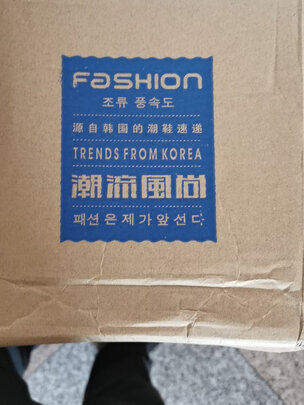 FaSHION
조류 풍속도
源自韩国的潮鞋速递
TRENDS FROM KOREA
潮流風尚
패션은제가앞선다.